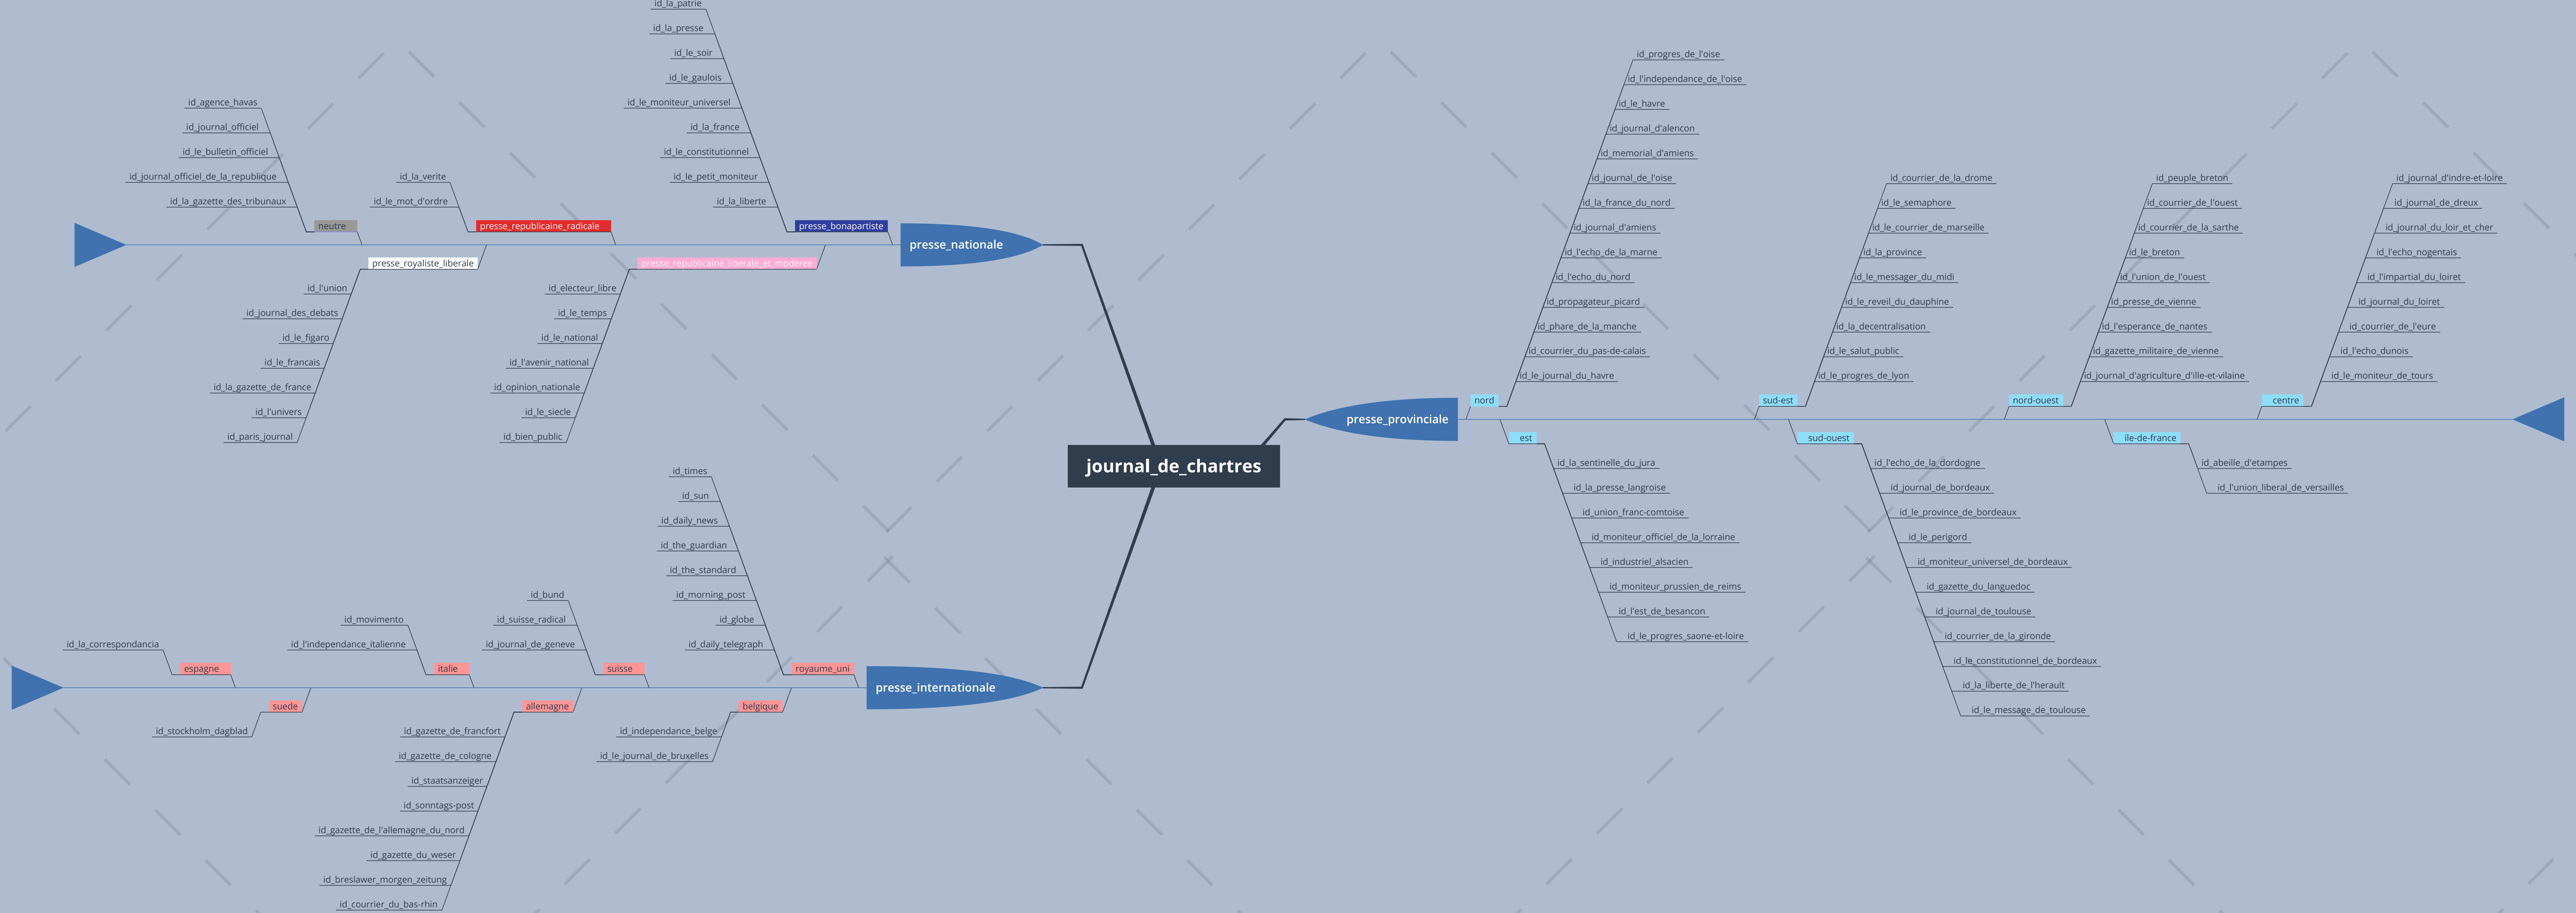 journal_de_chartres
presse_nationale
presse_bonapartiste
id_la_patrie
id_la_presse
id_le_soir
id_le_gaulois
id_le_moniteur_universel
id_la_france
id_le_constitutionnel
id_le_petit_moniteur
id_la_liberte
presse_republicaine_liberale_et_moderee
id_electeur_libre
id_le_temps
id_le_national
id_l'avenir_national
id_opinion_nationale
id_le_siecle
id_bien_public
presse_republicaine_radicale
id_la_verite
id_le_mot_d'ordre
presse_royaliste_liberale
id_l'union
id_journal_des_debats
id_le_figaro
id_le_francais
id_la_gazette_de_france
id_l'univers
id_paris_journal
neutre
id_agence_havas
id_journal_officiel
id_le_bulletin_officiel
id_journal_officiel_de_la_republique
id_la_gazette_des_tribunaux
presse_internationale
royaume_uni
id_times
id_sun
id_daily_news
id_the_guardian
id_the_standard
id_morning_post
id_globe
id_daily_telegraph
belgique
id_independance_belge
id_le_journal_de_bruxelles
suisse
id_bund
id_suisse_radical
id_journal_de_geneve
allemagne
id_gazette_de_francfort
id_gazette_de_cologne
id_staatsanzeiger
id_sonntags-post
id_gazette_de_l'allemagne_du_nord
id_gazette_du_weser
id_breslawer_morgen_zeitung
id_courrier_du_bas-rhin
italie
id_movimento
id_l'independance_italienne
suede
id_stockholm_dagblad
espagne
id_la_correspondancia
presse_provinciale
nord
id_progres_de_l'oise
id_l'independance_de_l'oise
id_le_havre
id_journal_d'alencon
id_memorial_d'amiens
id_journal_de_l'oise
id_la_france_du_nord
id_journal_d'amiens
id_l'echo_de_la_marne
id_l'echo_du_nord
id_propagateur_picard
id_phare_de_la_manche
id_courrier_du_pas-de-calais
id_le_journal_du_havre
est
id_la_sentinelle_du_jura
id_la_presse_langroise
id_union_franc-comtoise
id_moniteur_officiel_de_la_lorraine
id_industriel_alsacien
id_moniteur_prussien_de_reims
id_l'est_de_besancon
id_le_progres_saone-et-loire
sud-est
id_courrier_de_la_drome
id_le_semaphore
id_le_courrier_de_marseille
id_la_province
id_le_messager_du_midi
id_le_reveil_du_dauphine
id_la_decentralisation
id_le_salut_public
id_le_progres_de_lyon
sud-ouest
id_l'echo_de_la_dordogne
id_journal_de_bordeaux
id_le_province_de_bordeaux
id_le_perigord
id_moniteur_universel_de_bordeaux
id_gazette_du_languedoc
id_journal_de_toulouse
id_courrier_de_la_gironde
id_le_constitutionnel_de_bordeaux
id_la_liberte_de_l'herault
id_le_message_de_toulouse
nord-ouest
id_peuple_breton
id_courrier_de_l'ouest
id_courrier_de_la_sarthe
id_le_breton
id_l'union_de_l'ouest
id_presse_de_vienne
id_l'esperance_de_nantes
id_gazette_militaire_de_vienne
id_journal_d'agriculture_d'ille-et-vilaine
ile-de-france
id_abeille_d'etampes
id_l'union_liberal_de_versailles
centre
id_journal_d'indre-et-loire
id_journal_de_dreux
id_journal_du_loir_et_cher
id_l'echo_nogentais
id_l'impartial_du_loiret
id_journal_du_loiret
id_courrier_de_l'eure
id_l'echo_dunois
id_le_moniteur_de_tours